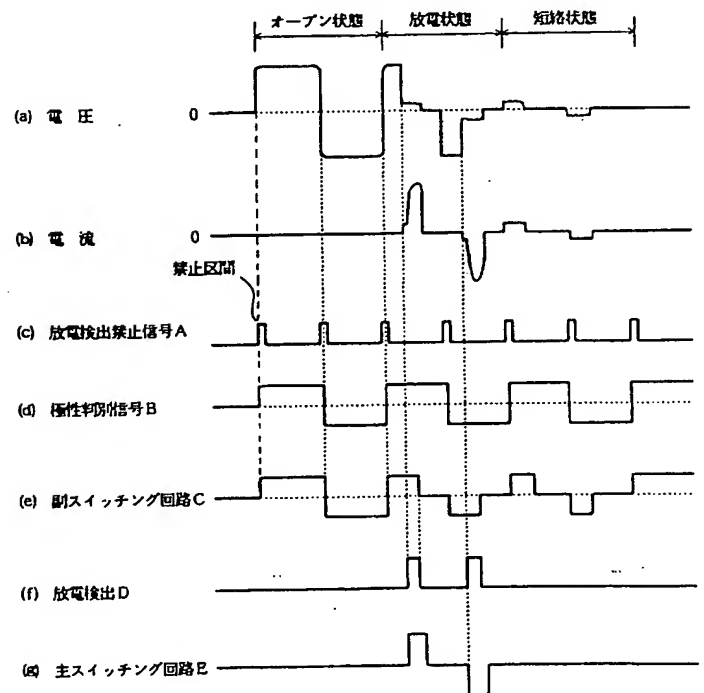 オープン状態 放電状態 短絡状態
(a) 電圧 0
(b) 電流 0
禁止区間
(c) 放電検出禁止信号A
(d) 極性判別信号B
(e) 副スイッチング回路C
(f) 放電検出D
(g) 主スイッチング回路E